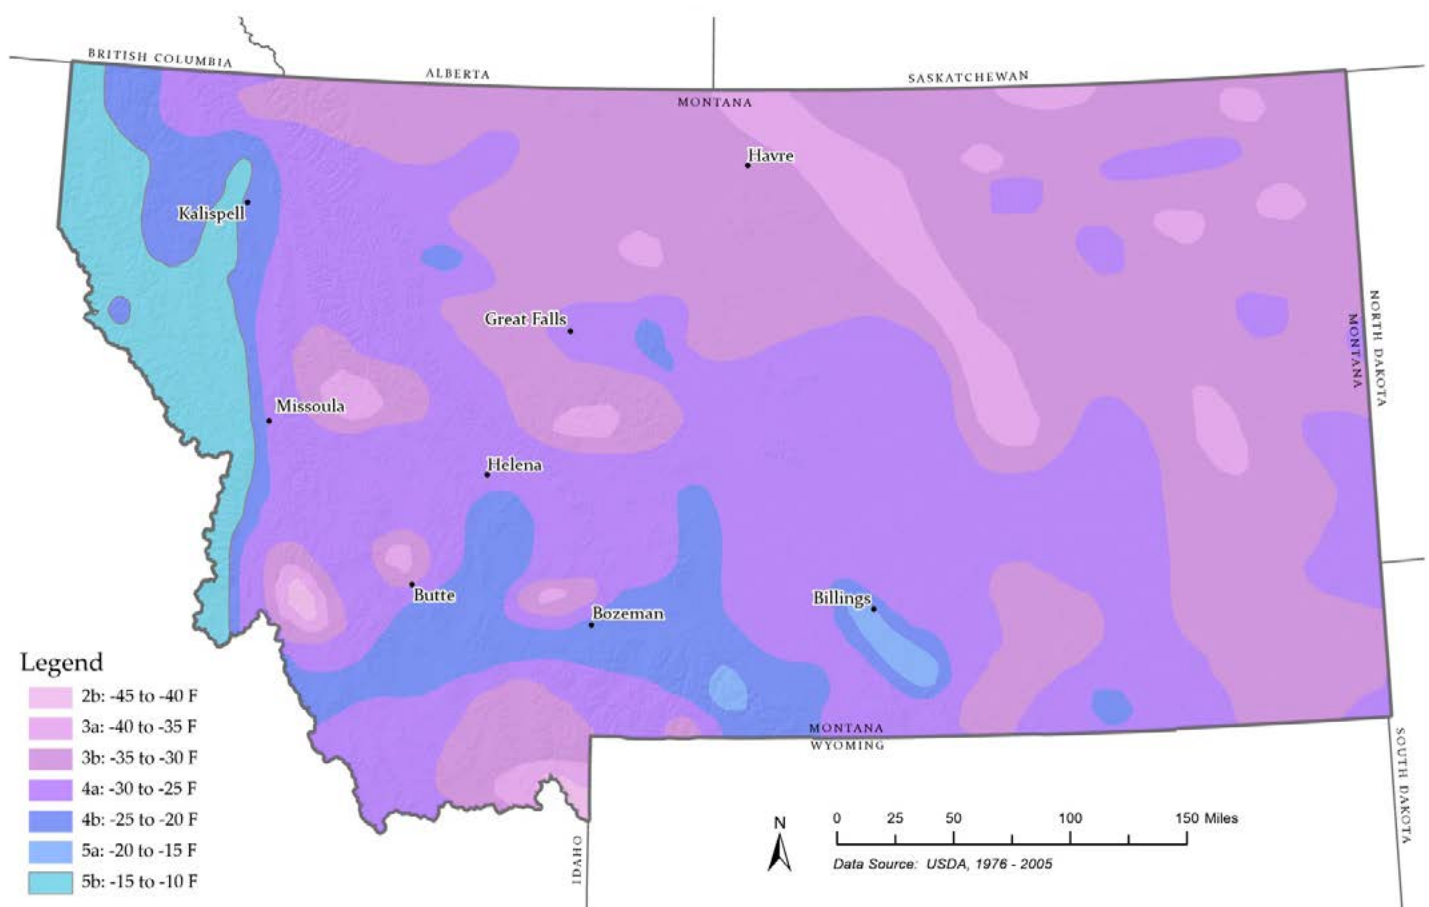 BRITISH COLUMBIA
ALBERTA
SASKATCHEWAN
MONTANA
Havre
Kalispell
Great Falls
NORTH DAKOTA
MONTANA
Missoula
Helena
Butte
Bozeman
Billings
MONTANA
WYOMING
SOUTH DAKOTA
IDAHO
Legend
2b: -45 to -40 F
3a: -40 to -35 F
3b: -35 to -30 F
4a: -30 to -25 F
4b: -25 to -20 F
5a: -20 to -15 F
5b: -15 to -10 F
N
0 25 50 100 150 Miles
Data Source: USDA, 1976 - 2005